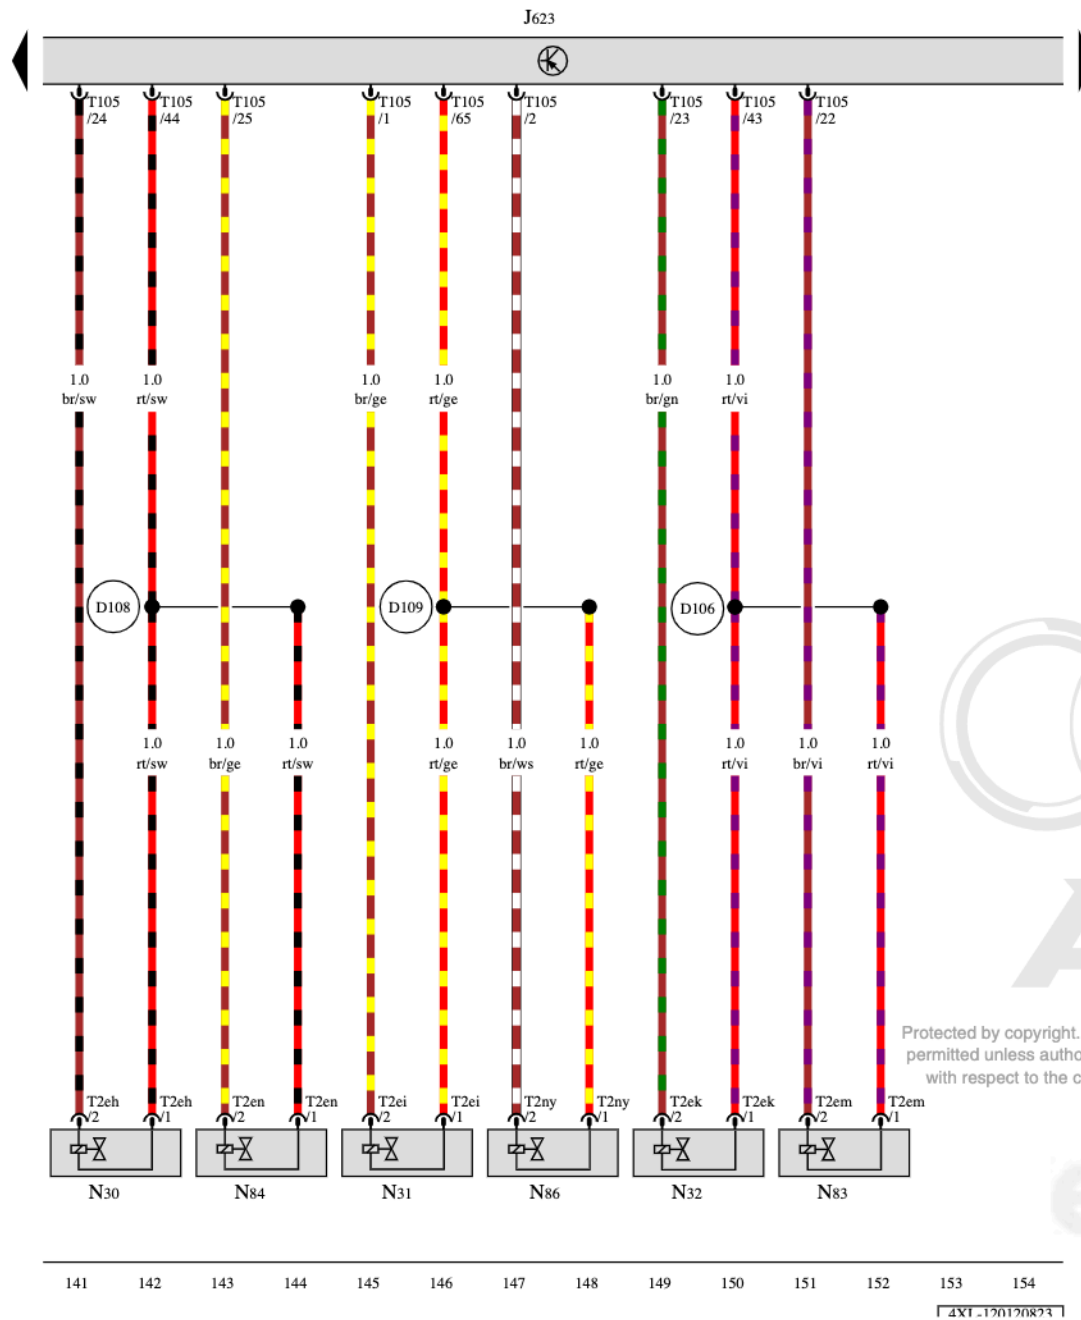 J623
T105 T105 T105 T105 T105 T105 T105 T105 T105
/24 /44 /25 /1 /65 /2 /23 /43 /22
1.0 1.0 1.0 1.0 1.0 1.0
br/sw rt/sw br/ge rt/ge br/gn rt/vi
D108 D109 D106
1.0 1.0 1.0 1.0 1.0 1.0 1.0 1.0 1.0
rt/sw br/ge rt/sw rt/ge br/ws rt/ge rt/vi br/vi rt/vi
Protected by copyright.
permitted unless autho
with respect to the c
T2eh T2eh T2en T2en T2ei T2ei T2ny T2ny T2ek T2ek T2em T2em
/2 /1 /2 /1 /2 /1 /2 /1 /2 /1 /2 /1
N30 N84 N31 N86 N32 N83
141 142 143 144 145 146 147 148 149 150 151 152 153 154
4XL-120120823